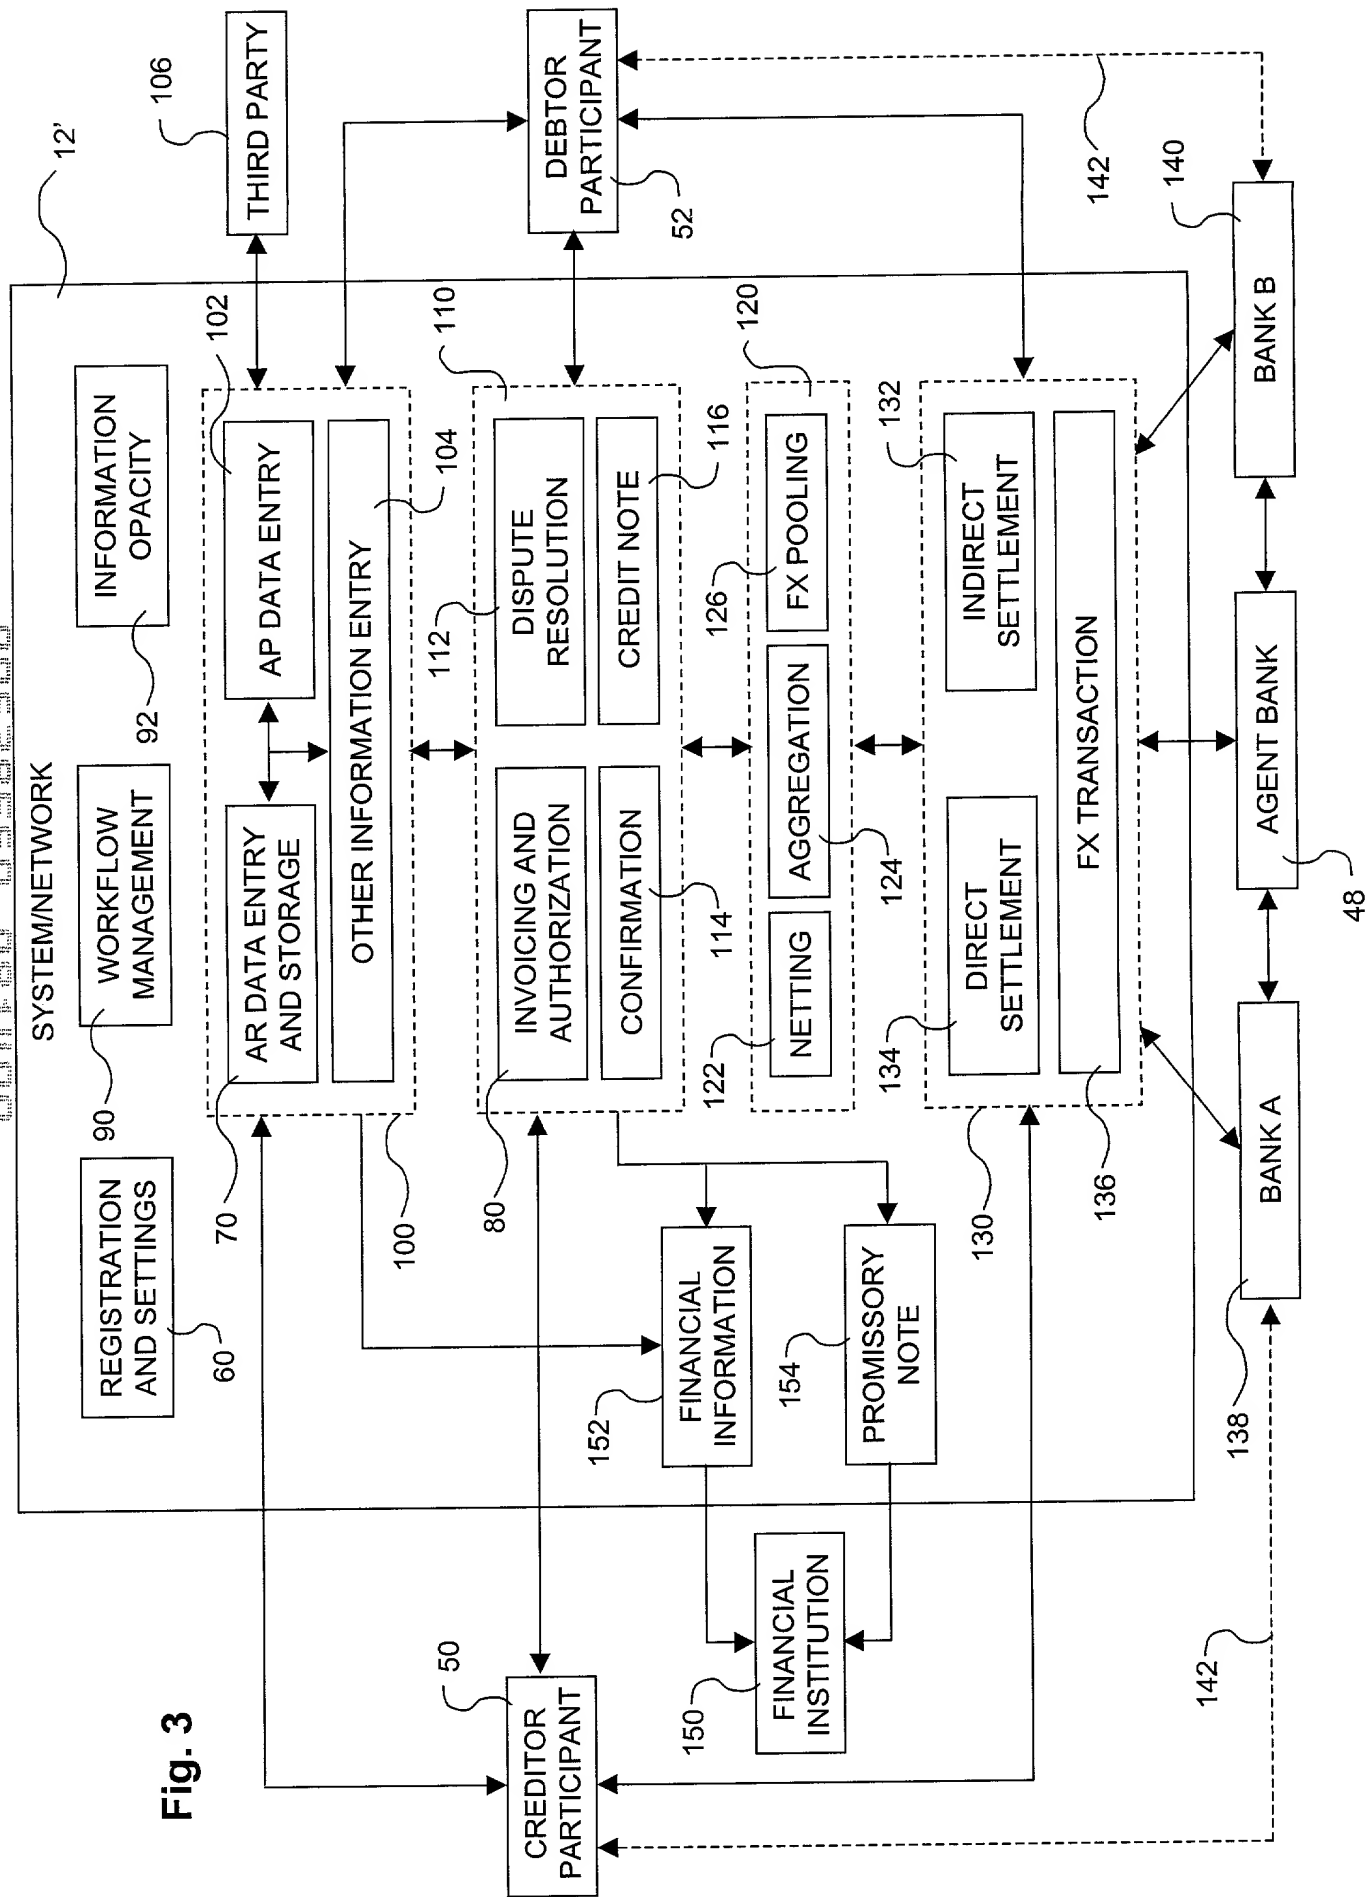 Fig. 3
SYSTEM/NETWORK
12'
REGISTRATION
AND SETTINGS
60
WORKFLOW
MANAGEMENT
90
INFORMATION
OPACITY
92
THIRD PARTY
106
AR DATA ENTRY
AND STORAGE
70
AP DATA ENTRY
102
OTHER INFORMATION ENTRY
104
100
CREDITOR
PARTICIPANT
50
INVOICING AND
AUTHORIZATION
80
DISPUTE
RESOLUTION
112
110
CONFIRMATION
114
CREDIT NOTE
116
DEBTOR
PARTICIPANT
52
FINANCIAL
INFORMATION
152
NETTING
122
AGGREGATION
124
FX POOLING
126
120
FINANCIAL
INSTITUTION
150
PROMISSORY
NOTE
154
DIRECT
SETTLEMENT
134
INDIRECT
SETTLEMENT
132
FX TRANSACTION
136
130
142
BANK A
138
AGENT BANK
48
BANK B
140
142